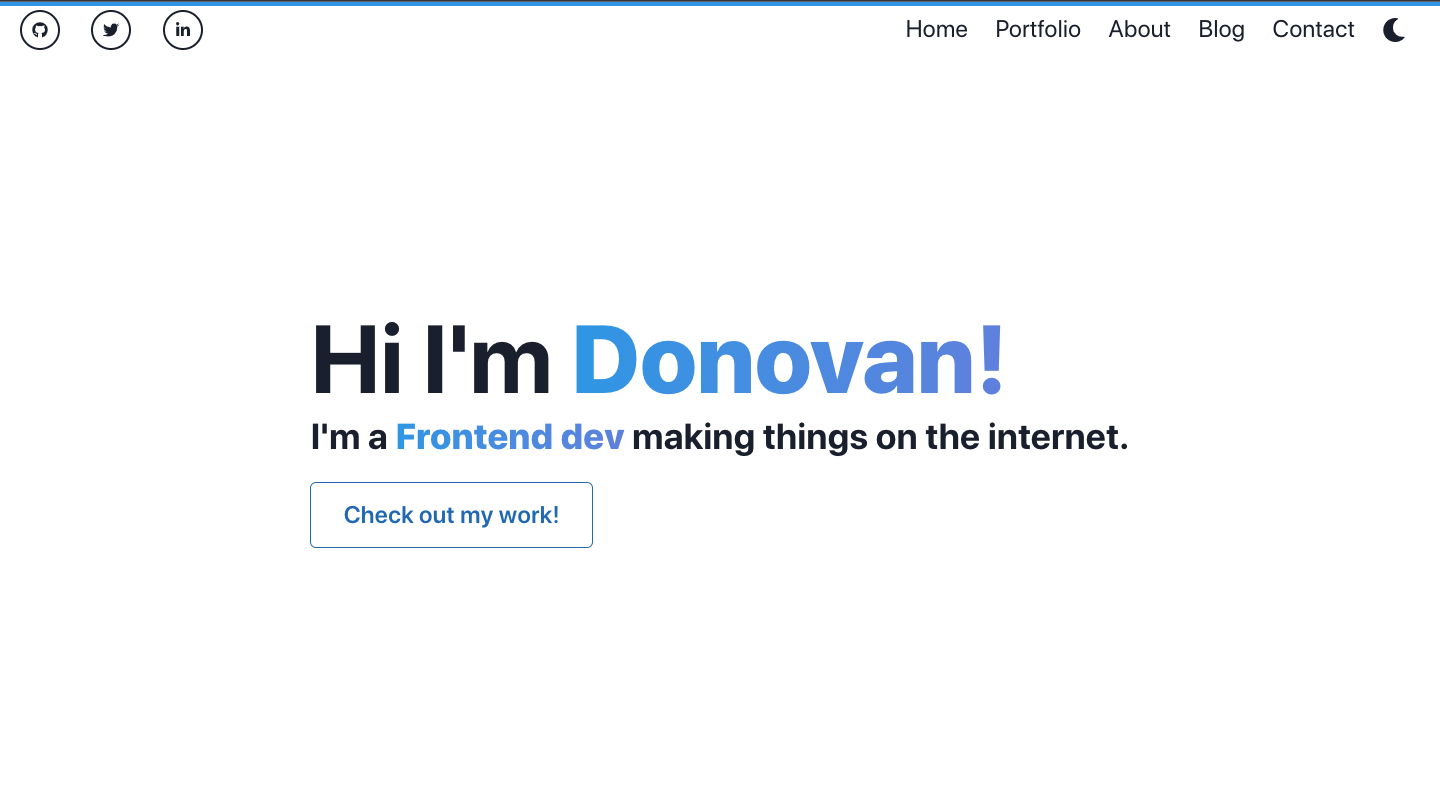 in
Home Portfolio About Blog Contact
Hi I'm Donovan!
I'm a Frontend dev making things on the internet.
Check out my work!